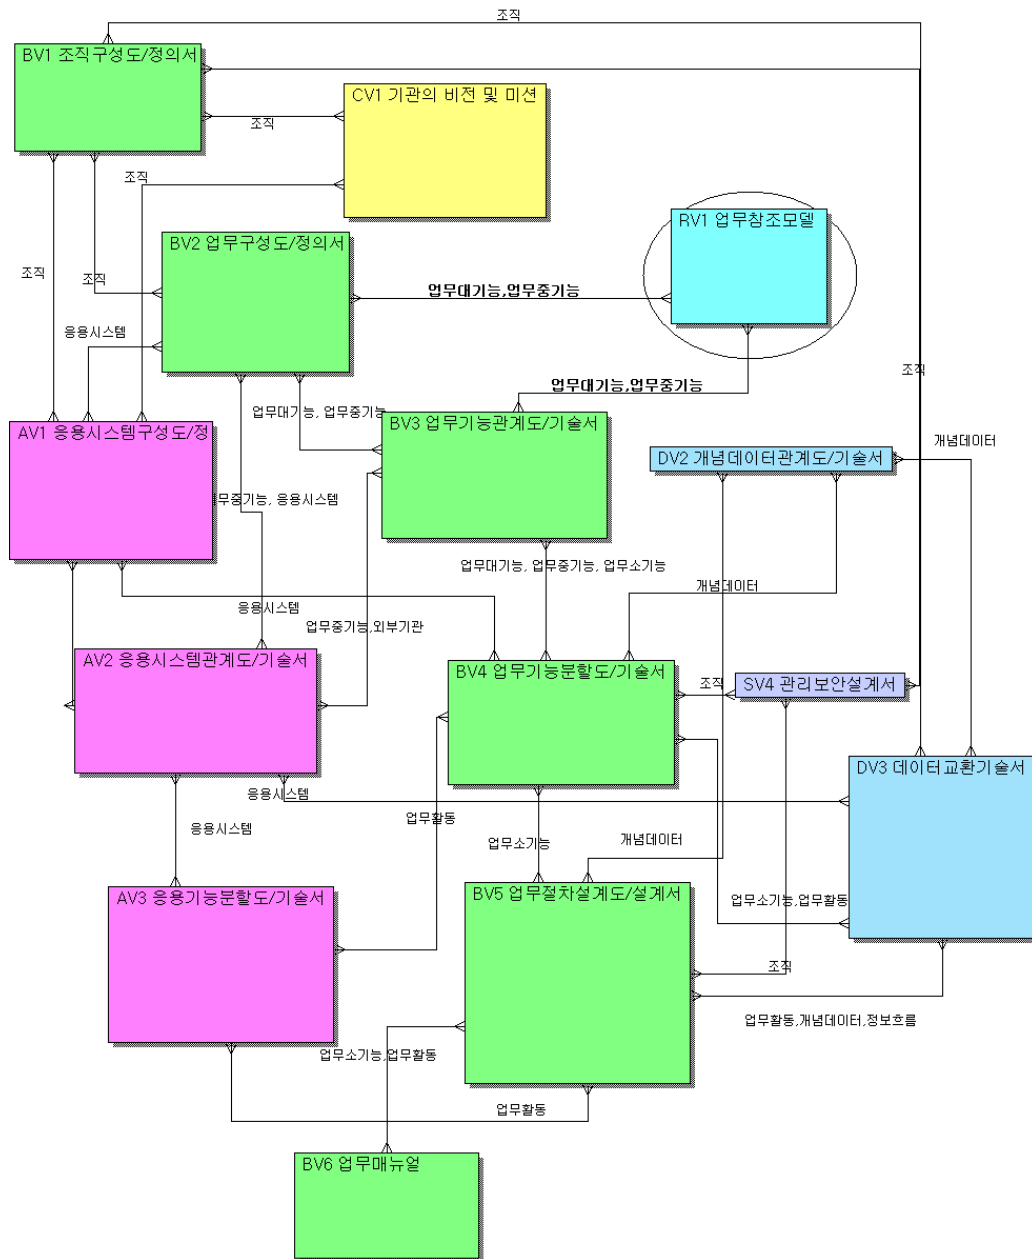 조직
BV1 조직구성도/정의서
CV1 기관의 비전 및 미션
조직
조직
RV1 업무참조모델
BV2 업무구성도/정의서
조직
조직
업무대기능,업무중기능
응용시스템
조직
업무대기능,업무중기능
업무대기능, 업무중기능
BV3 업무기능관계도/기술서
AV1 응용시스템구성도/정
개념데이터
DV2 개념데이터관계도/기술서
무중기능, 응용시스템
업무대기능, 업무중기능, 업무소기능
응용시스템
개념데이터
업무중기능,외부기관
AV2 응용시스템관계도/기술서
BV4 업무기능분할도/기술서
조직
SV4 관리보안설계서
DV3 데이터교환기술서
응용시스템
업무활동
응용시스템
업무소기능
개념데이터
AV3 응용기능분할도/기술서
BV5 업무절차설계도/설계서
업무소기능,업무활동
조직
업무활동,개념데이터,정보흐름
업무소기능,업무활동
업무활동
BV6 업무매뉴얼